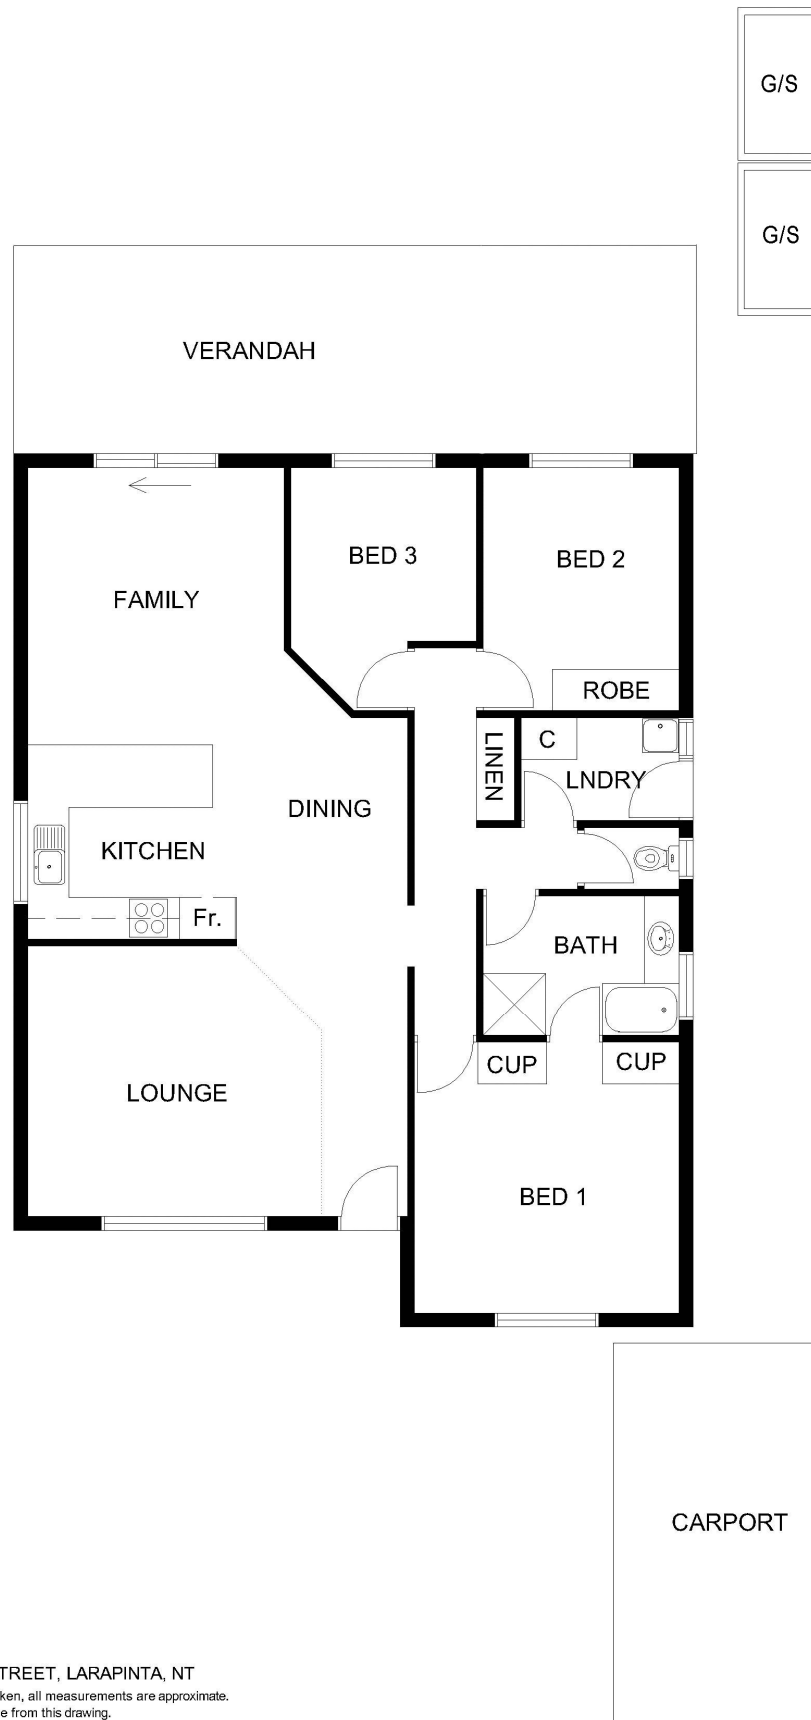 G/S
G/S
VERANDAH
BED 3
BED 2
FAMILY
ROBE
LINEN
C
LNDRY
DINING
KITCHEN
Fr.
BATH
CUP
CUP
LOUNGE
BED 1
CARPORT
TREET, LARAPINTA, NT
ken, all measurements are approximate.
e from this drawing.